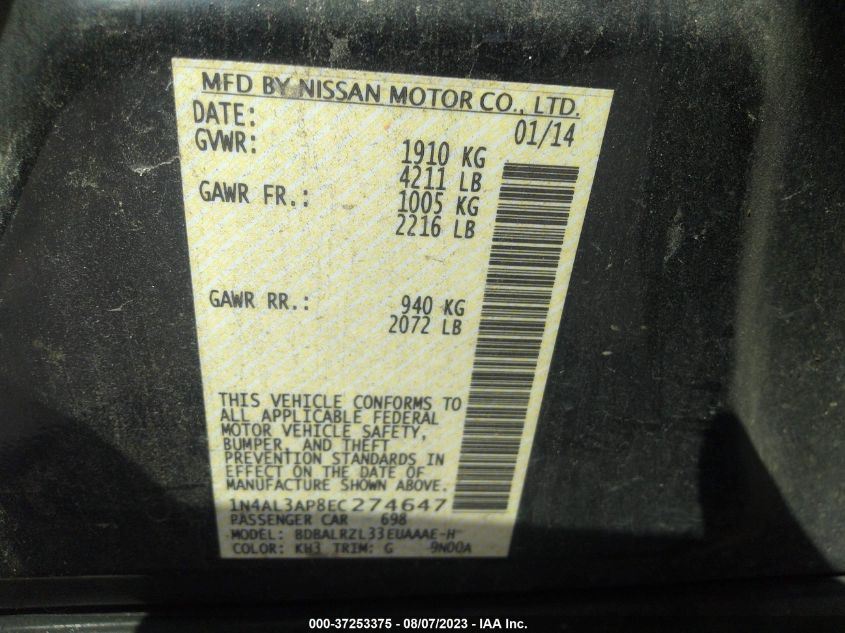 MFD BY NISSAN MOTOR CO., LTD.
DATE: 01/14
GVWR: 1910 KG
4211 LB
GAWR FR.: 1005 KG
2216 LB
GAWR RR.: 940 KG
2072 LB
THIS VEHICLE CONFORMS TO
ALL APPLICABLE FEDERAL
MOTOR VEHICLE SAFETY,
BUMPER, AND THEFT
PREVENTION STANDARDS IN
EFFECT ON THE DATE OF
MANUFACTURE SHOWN ABOVE.
1N4AL3AP8EC274647
PASSENGER CAR 698
MODEL: BDBALRZL33EUAAAE-H
COLOR: KH3 TRIM: G 9N00A
000-37253375 - 08/07/2023 - IAA Inc.